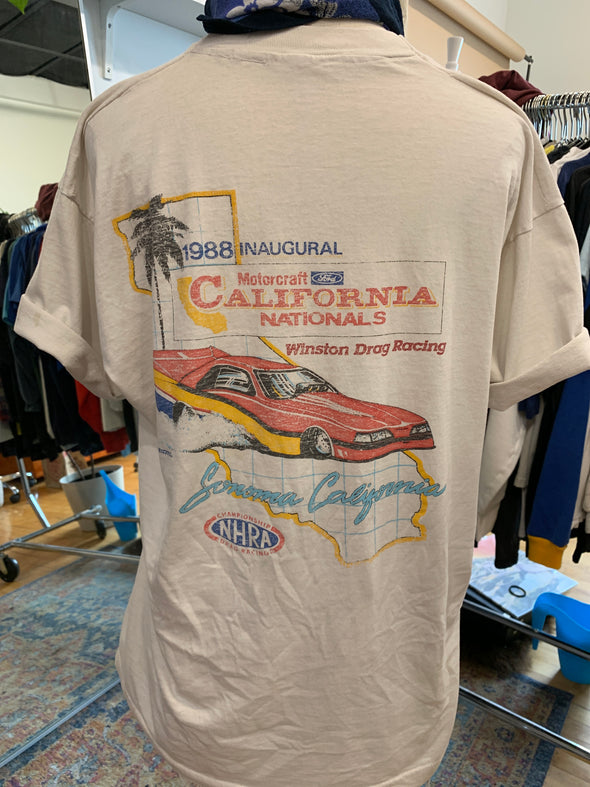 1988 INAUGURAL
Motorcraft Ford
CALIFORNIA
NATIONALS
Winston Drag Racing
Sonoma California
CHAMPIONSHIP
NHRA
DRAG RACING